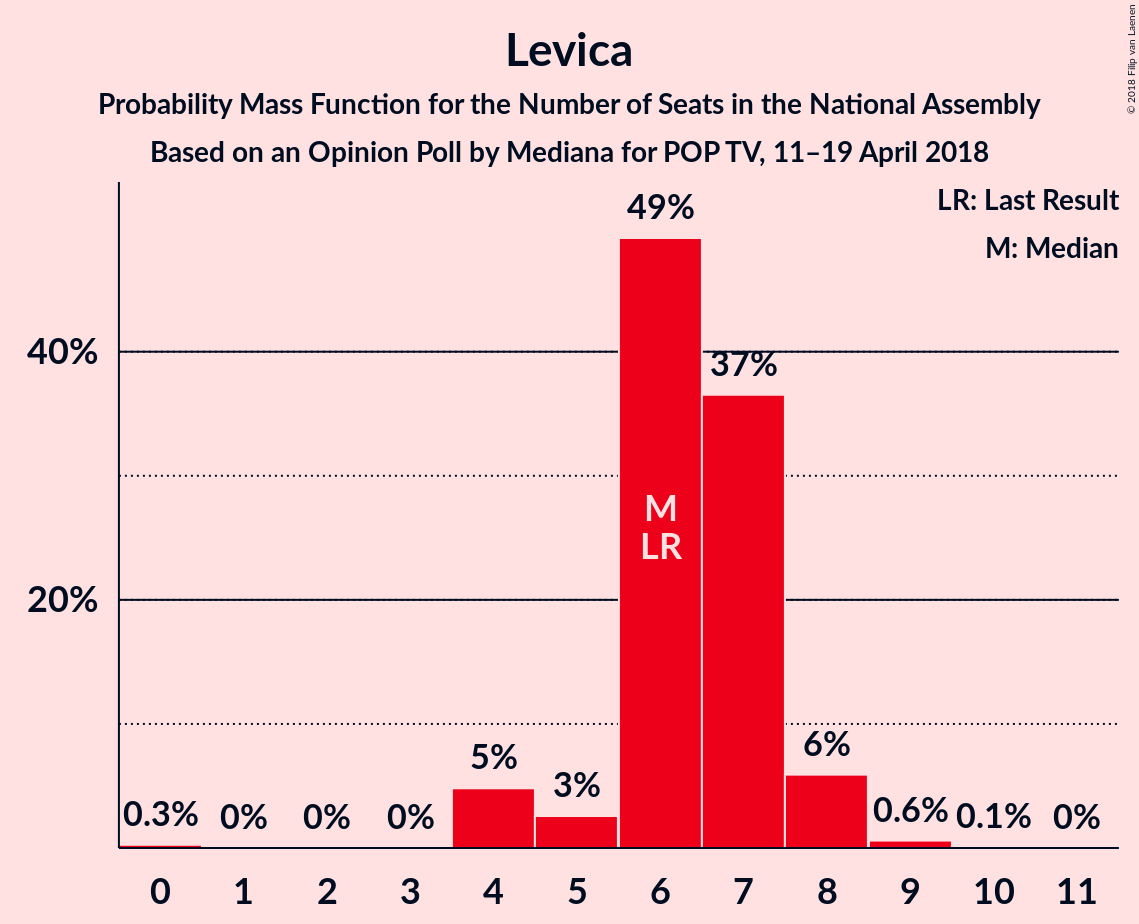 Levica
Probability Mass Function for the Number of Seats in the National Assembly
Based on an Opinion Poll by Mediana for POP TV, 11–19 April 2018
© 2018 Filip van Laenen
LR: Last Result
M: Median
40%
20%
0.3%
0%
0%
0%
5%
3%
49%
37%
6%
0.6%
0.1%
0%
M
LR
0 1 2 3 4 5 6 7 8 9 10 11